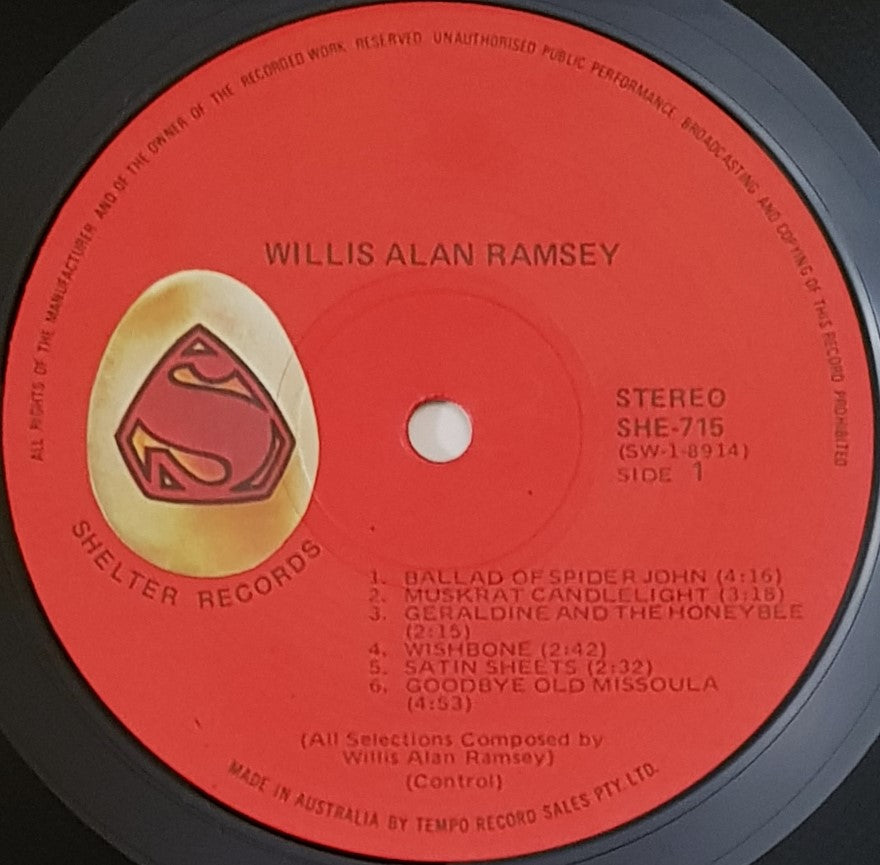 ALL RIGHTS OF THE MANUFACTURER AND OF THE OWNER OF THE RECORDED WORK RESERVED. UNAUTHORISED PUBLIC PERFORMANCE BROADCASTING AND COPYING OF THIS RECORD PROHIBITED
WILLIS ALAN RAMSEY
S
SHELTER RECORDS
STEREO
SHE-715
(SW-1-8914)
SIDE 1
1. BALLAD OF SPIDER JOHN (4:16)
2. MUSKRAT CANDLELIGHT (3:18)
3. GERALDINE AND THE HONEYBEE
(2:15)
4. WISHBONE (2:42)
5. SATIN SHEETS (2:32)
6. GOODBYE OLD MISSOULA
(4:53)
(All Selections Composed by
Willis Alan Ramsey)
(Control)
MADE IN AUSTRALIA BY TEMPO RECORD SALES PTY. LTD.